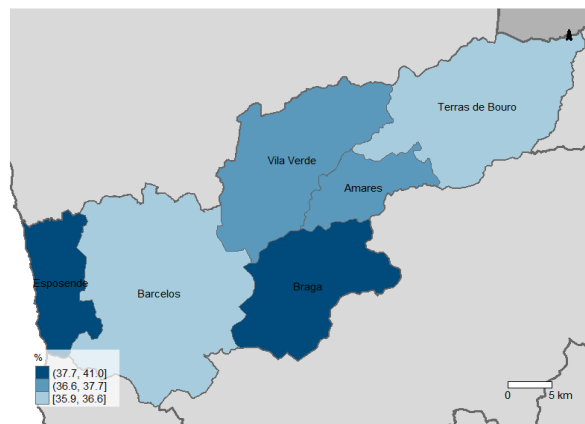 Terras de Bouro
Vila Verde
Amares
Esposende
Barcelos
Braga
%
(37.7, 41.0]
(36.6, 37.7]
[35.9, 36.6]
0 5 km